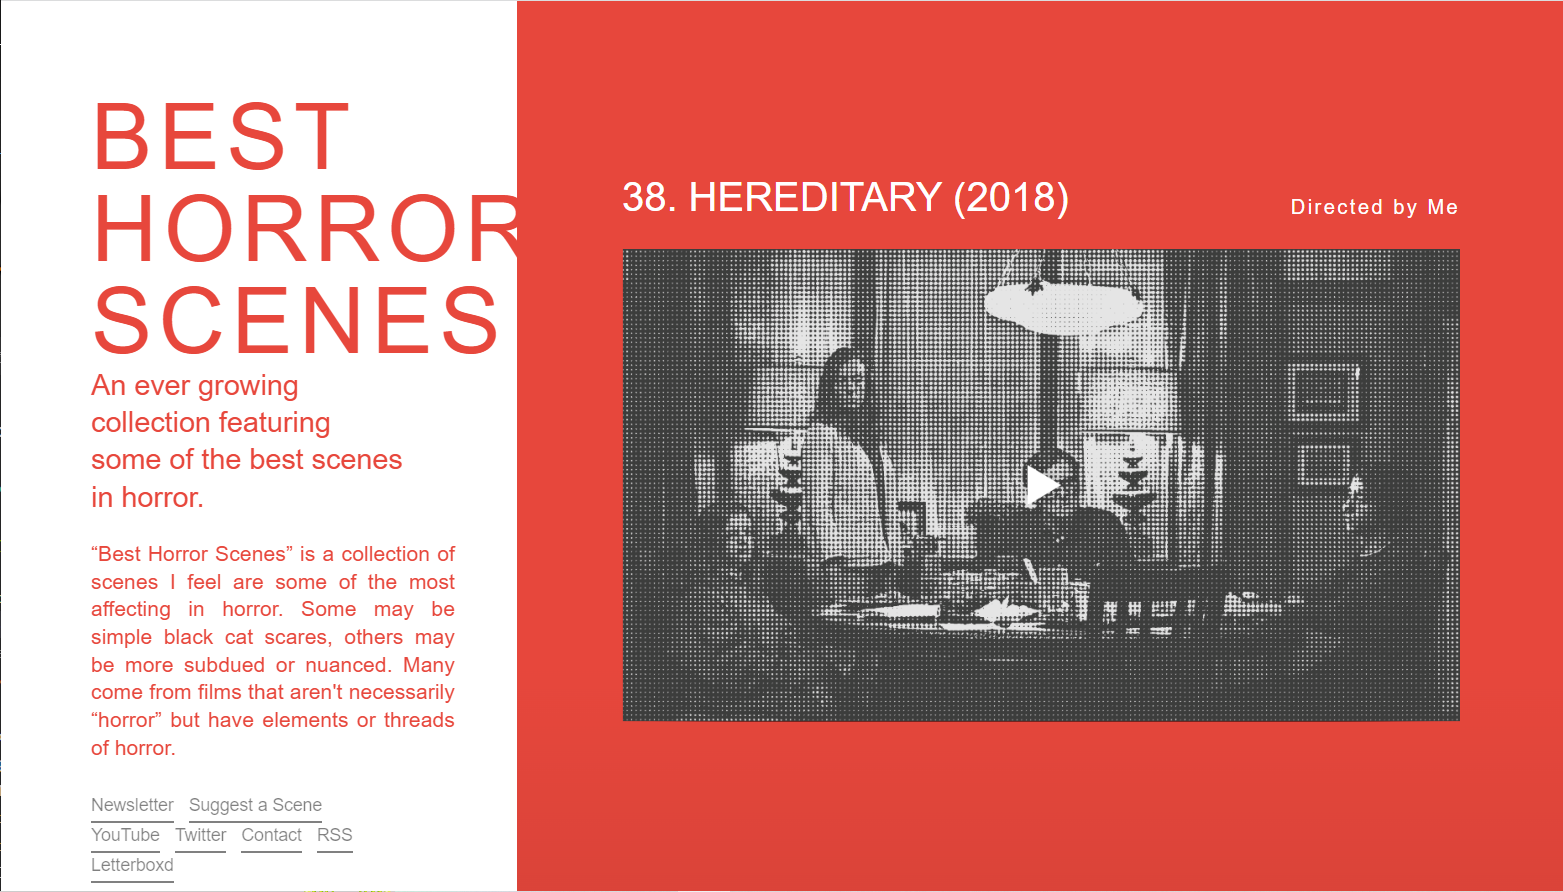 BEST
HORROR
SCENES
An ever growing
collection featuring
some of the best scenes
in horror.
“Best Horror Scenes” is a collection of
scenes I feel are some of the most
affecting in horror. Some may be
simple black cat scares, others may
be more subdued or nuanced. Many
come from films that aren't necessarily
“horror” but have elements or threads
of horror.
Newsletter Suggest a Scene
YouTube Twitter Contact RSS
Letterboxd
38. HEREDITARY (2018)
Directed by Me